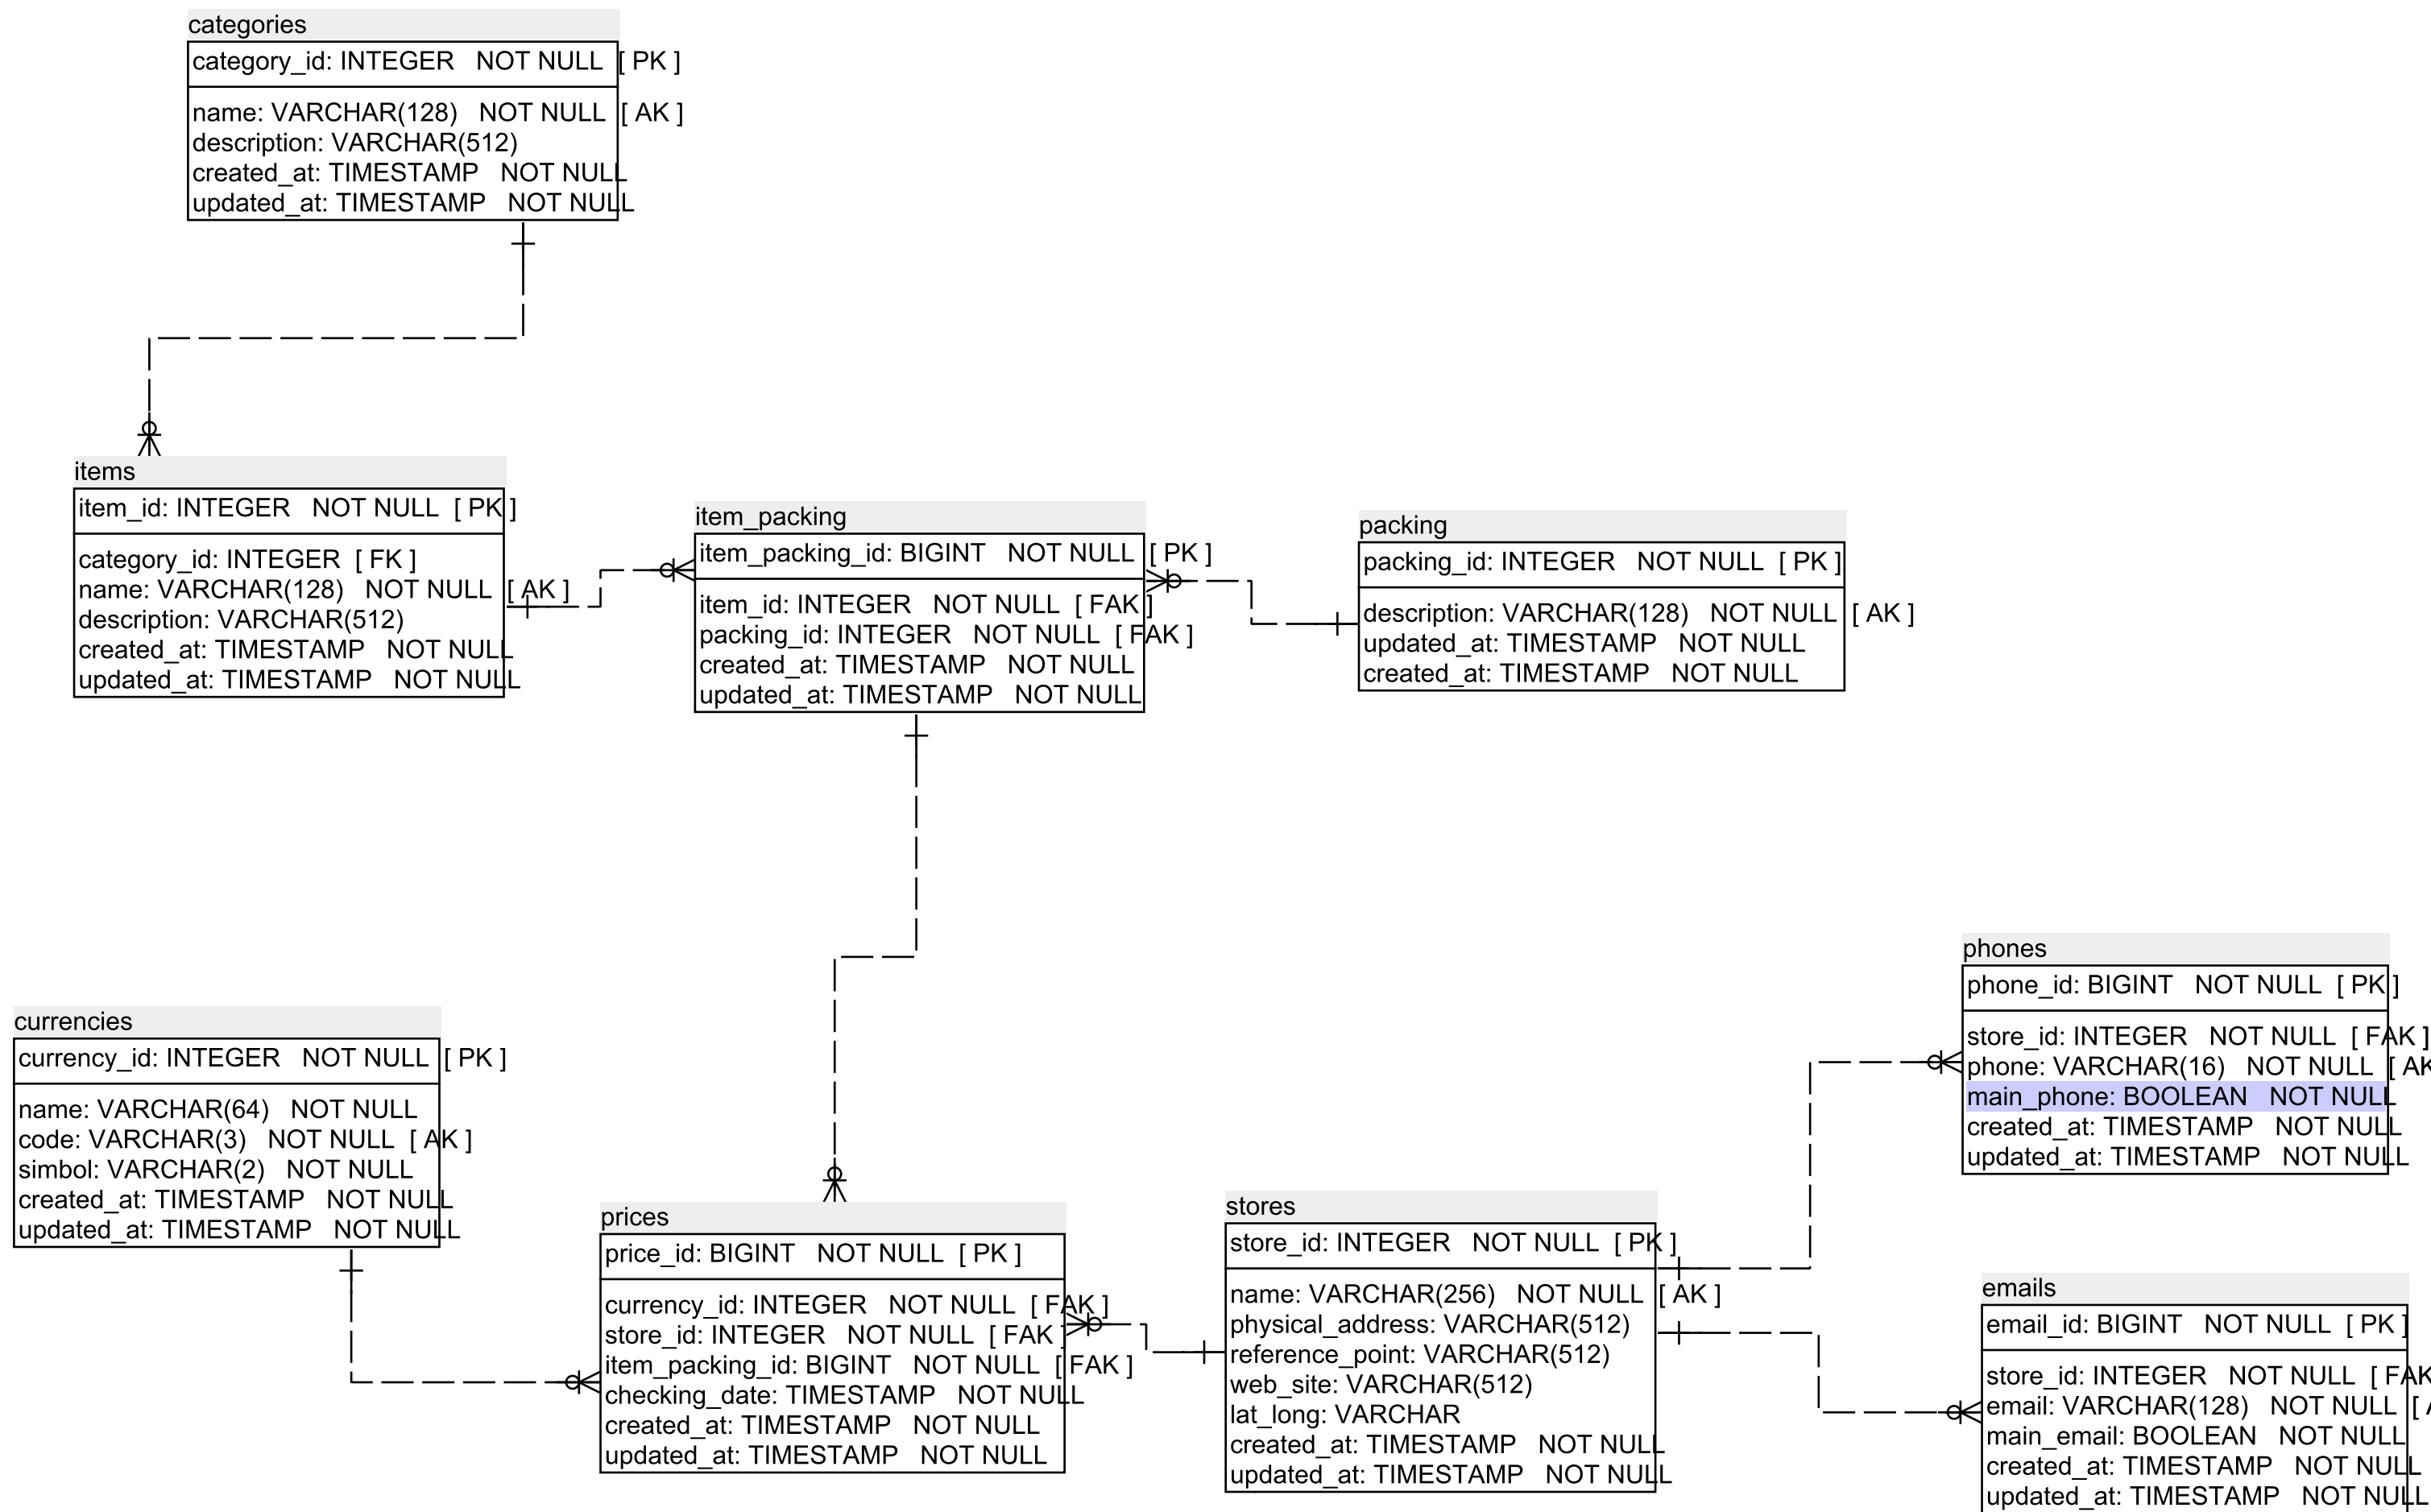 categories
category_id: INTEGER NOT NULL [ PK ]
name: VARCHAR(128) NOT NULL [ AK ]
description: VARCHAR(512)
created_at: TIMESTAMP NOT NULL
updated_at: TIMESTAMP NOT NULL
items
item_id: INTEGER NOT NULL [ PK ]
category_id: INTEGER [ FK ]
name: VARCHAR(128) NOT NULL [ AK ]
description: VARCHAR(512)
created_at: TIMESTAMP NOT NULL
updated_at: TIMESTAMP NOT NULL
item_packing
item_packing_id: BIGINT NOT NULL [ PK ]
item_id: INTEGER NOT NULL [ FAK ]
packing_id: INTEGER NOT NULL [ FAK ]
created_at: TIMESTAMP NOT NULL
updated_at: TIMESTAMP NOT NULL
packing
packing_id: INTEGER NOT NULL [ PK ]
description: VARCHAR(128) NOT NULL [ AK ]
updated_at: TIMESTAMP NOT NULL
created_at: TIMESTAMP NOT NULL
currencies
currency_id: INTEGER NOT NULL [ PK ]
name: VARCHAR(64) NOT NULL
code: VARCHAR(3) NOT NULL [ AK ]
simbol: VARCHAR(2) NOT NULL
created_at: TIMESTAMP NOT NULL
updated_at: TIMESTAMP NOT NULL
prices
price_id: BIGINT NOT NULL [ PK ]
currency_id: INTEGER NOT NULL [ FAK ]
store_id: INTEGER NOT NULL [ FAK ]
item_packing_id: BIGINT NOT NULL [ FAK ]
checking_date: TIMESTAMP NOT NULL
created_at: TIMESTAMP NOT NULL
updated_at: TIMESTAMP NOT NULL
stores
store_id: INTEGER NOT NULL [ PK ]
name: VARCHAR(256) NOT NULL [ AK ]
physical_address: VARCHAR(512)
reference_point: VARCHAR(512)
web_site: VARCHAR(512)
lat_long: VARCHAR
created_at: TIMESTAMP NOT NULL
updated_at: TIMESTAMP NOT NULL
phones
phone_id: BIGINT NOT NULL [ PK ]
store_id: INTEGER NOT NULL [ FAK ]
phone: VARCHAR(16) NOT NULL [ AK
main_phone: BOOLEAN NOT NULL
created_at: TIMESTAMP NOT NULL
updated_at: TIMESTAMP NOT NULL
emails
email_id: BIGINT NOT NULL [ PK ]
store_id: INTEGER NOT NULL [ FAK
email: VARCHAR(128) NOT NULL [
main_email: BOOLEAN NOT NULL
created_at: TIMESTAMP NOT NULL
updated_at: TIMESTAMP NOT NULL